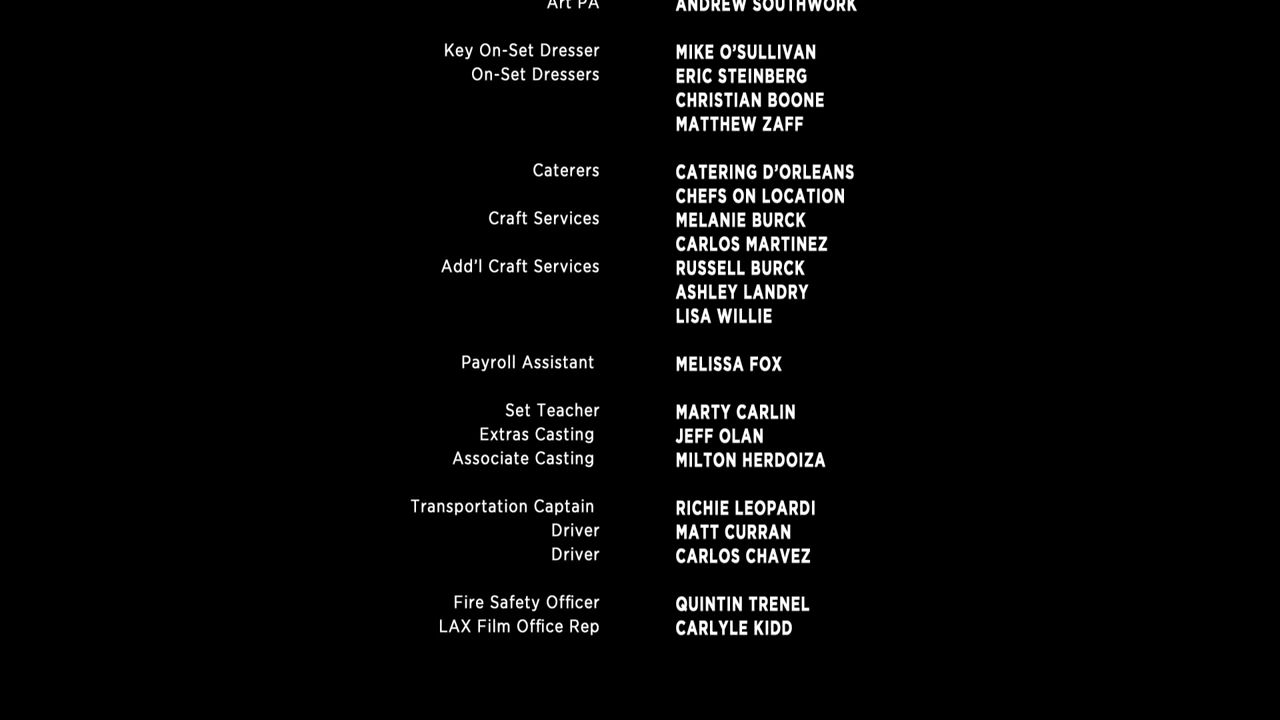 Art PA ANDREW SOUTHWORK
Key On-Set Dresser MIKE O’SULLIVAN
On-Set Dressers ERIC STEINBERG
CHRISTIAN BOONE
MATTHEW ZAFF
Caterers CATERING D’ORLEANS
CHEFS ON LOCATION
Craft Services MELANIE BURCK
CARLOS MARTINEZ
Add’l Craft Services RUSSELL BURCK
ASHLEY LANDRY
LISA WILLIE
Payroll Assistant MELISSA FOX
Set Teacher MARTY CARLIN
Extras Casting JEFF OLAN
Associate Casting MILTON HERDOIZA
Transportation Captain RICHIE LEOPARDI
Driver MATT CURRAN
Driver CARLOS CHAVEZ
Fire Safety Officer QUINTIN TRENEL
LAX Film Office Rep CARLYLE KIDD